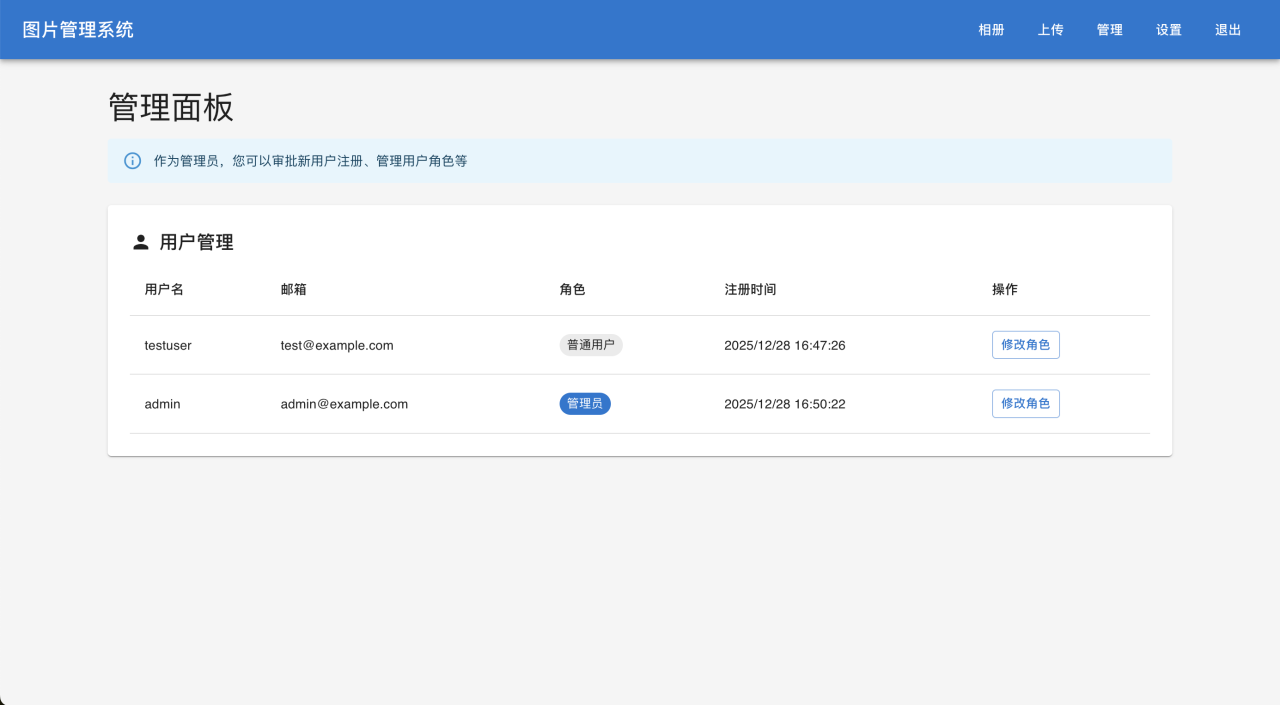 图片管理系统 相册 上传 管理 设置 退出
管理面板
作为管理员，您可以审批新用户注册、管理用户角色等
用户管理
用户名 邮箱 角色 注册时间 操作
testuser test@example.com 普通用户 2025/12/28 16:47:26 修改角色
admin admin@example.com 管理员 2025/12/28 16:50:22 修改角色